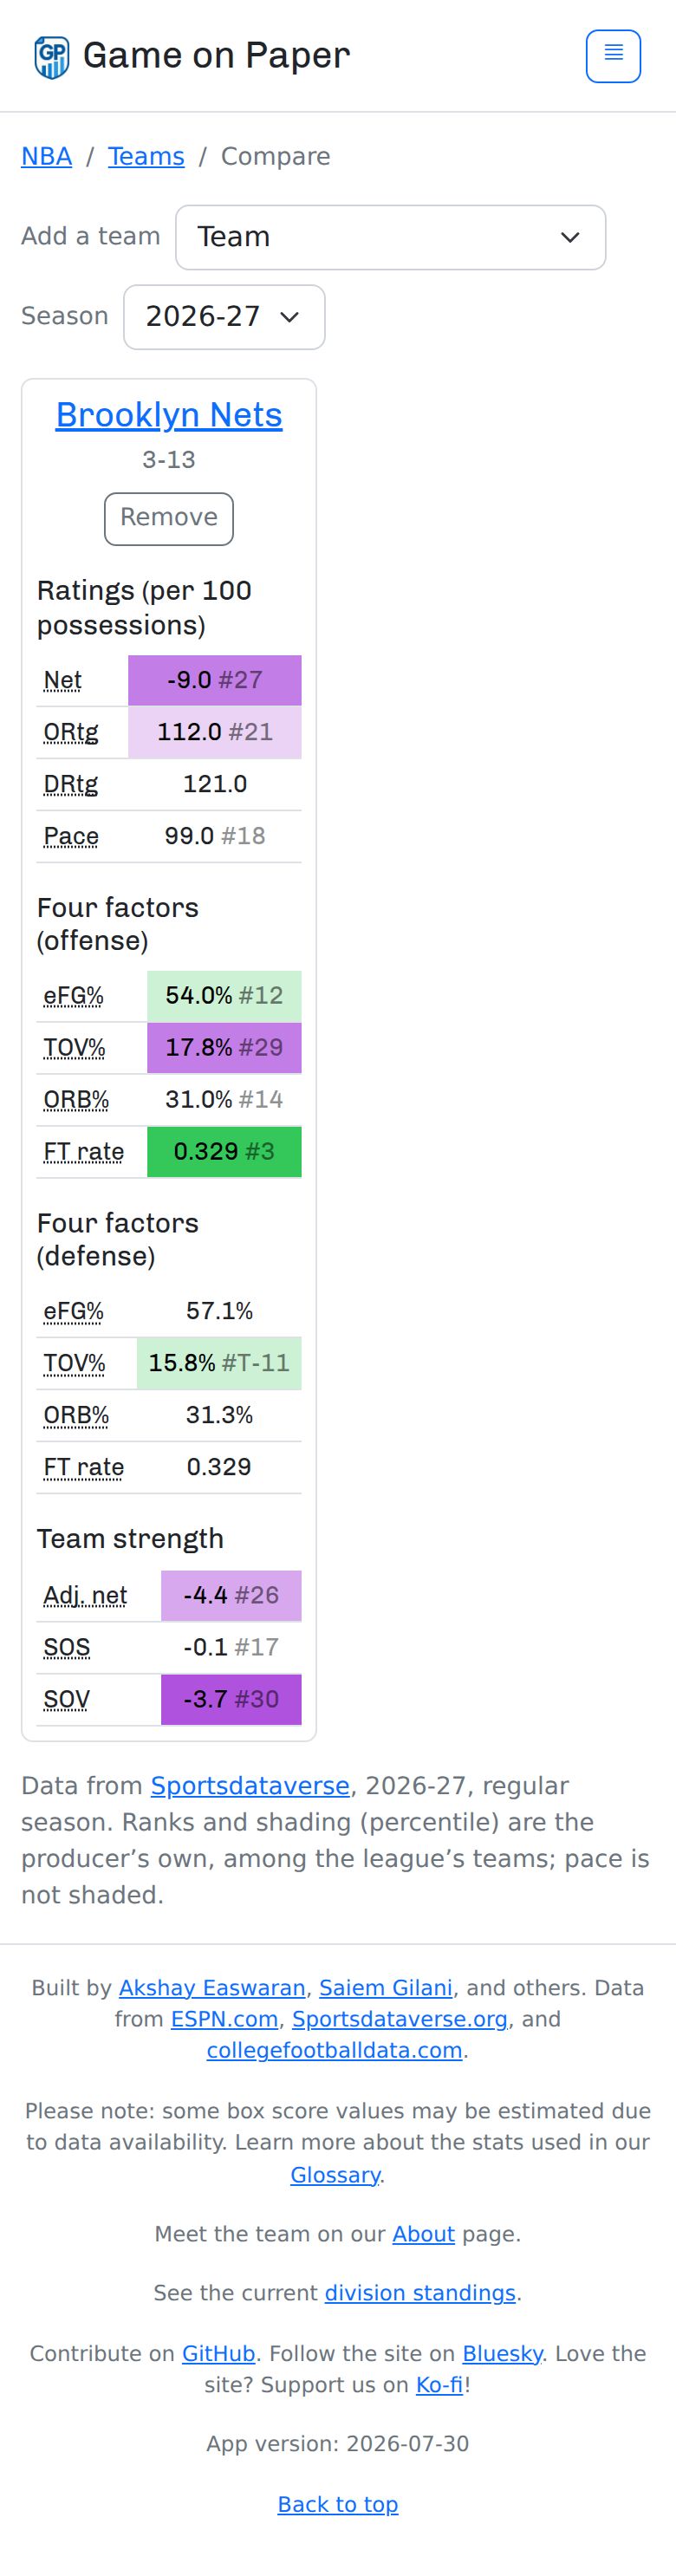 GP Game on Paper
NBA / Teams / Compare
Add a team Team
Season 2026-27
Brooklyn Nets
3-13
Remove
Ratings (per 100
possessions)
Net -9.0 #27
ORtg 112.0 #21
DRtg 121.0
Pace 99.0 #18
Four factors
(offense)
eFG% 54.0% #12
TOV% 17.8% #29
ORB% 31.0% #14
FT rate 0.329 #3
Four factors
(defense)
eFG% 57.1%
TOV% 15.8% #T-11
ORB% 31.3%
FT rate 0.329
Team strength
Adj. net -4.4 #26
SOS -0.1 #17
SOV -3.7 #30
Data from Sportsdataverse, 2026-27, regular
season. Ranks and shading (percentile) are the
producer’s own, among the league’s teams; pace is
not shaded.
Built by Akshay Easwaran, Saiem Gilani, and others. Data
from ESPN.com, Sportsdataverse.org, and
collegefootballdata.com.
Please note: some box score values may be estimated due
to data availability. Learn more about the stats used in our
Glossary.
Meet the team on our About page.
See the current division standings.
Contribute on GitHub. Follow the site on Bluesky. Love the
site? Support us on Ko-fi!
App version: 2026-07-30
Back to top